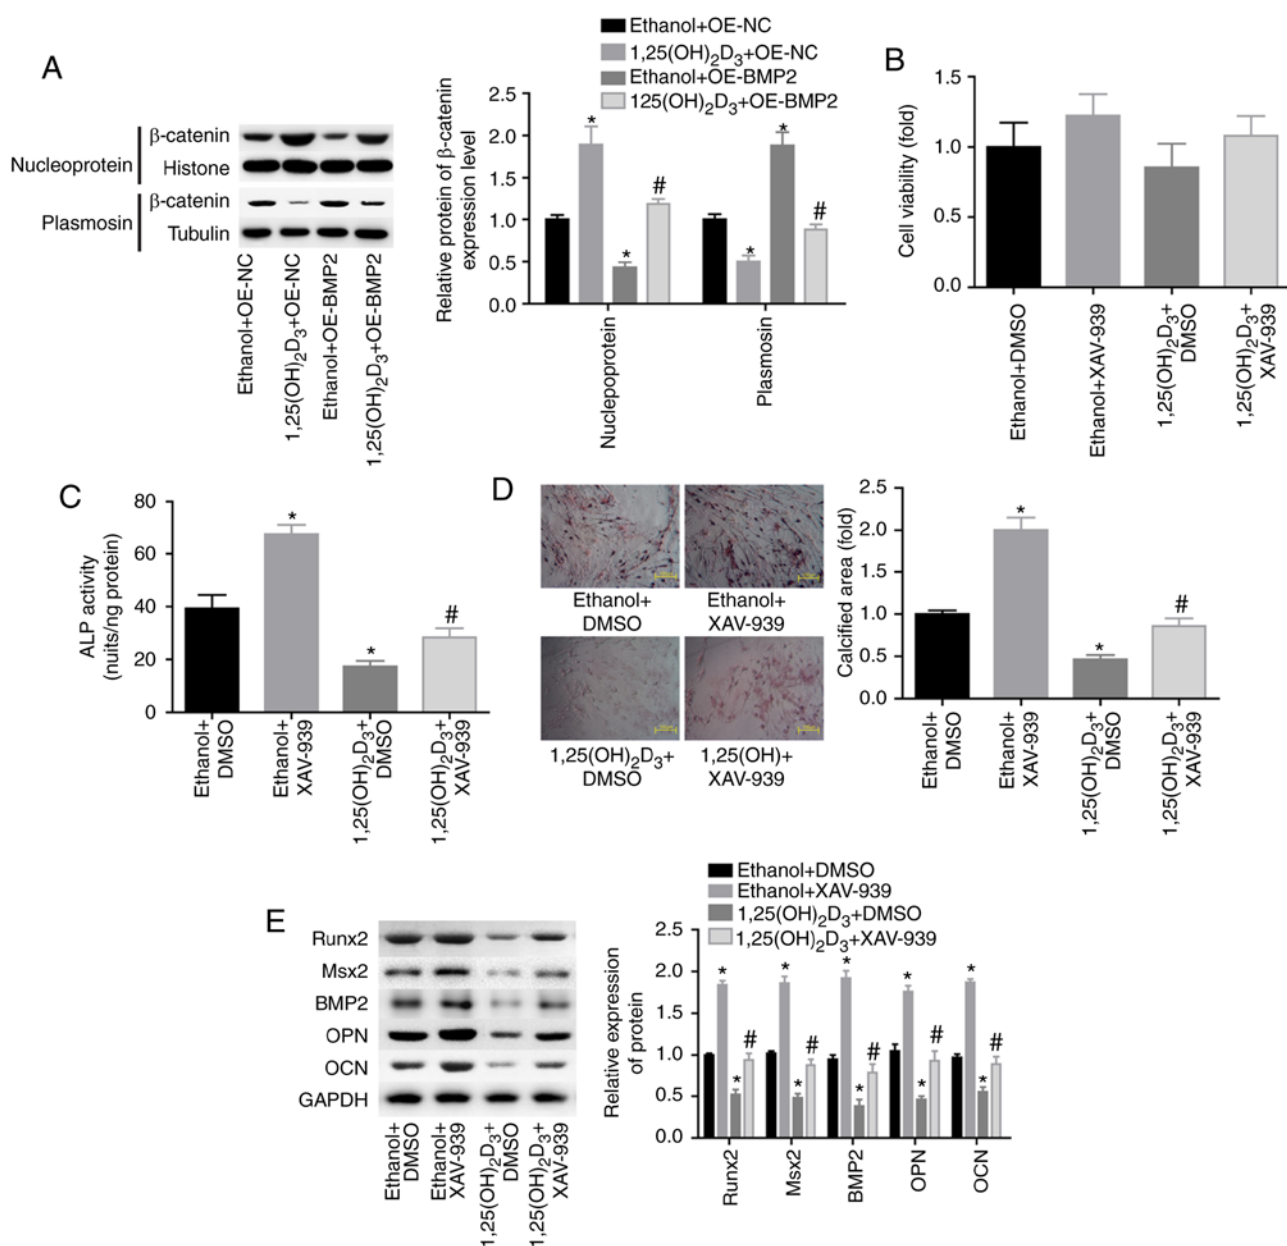 A
Nucleoprotein
β-catenin
Histone
Plasmosin
β-catenin
Tubulin
Ethanol+OE-NC
1,25(OH)2D3+OE-NC
Ethanol+OE-BMP2
1,25(OH)2D3+OE-BMP2
Ethanol+OE-NC
1,25(OH)2D3+OE-NC
Ethanol+OE-BMP2
125(OH)2D3+OE-BMP2
Relative protein of β-catenin
expression level
2.5
2.0
1.5
1.0
0.5
0.0
*
*
#
*
*
#
Nuclepoprotein
Plasmosin
B
Cell viability (fold)
1.5
1.0
0.5
0.0
Ethanol+DMSO
Ethanol+XAV-939
1,25(OH)2D3+
DMSO
1,25(OH)2D3+
XAV-939
C
ALP activity
(nuits/ng protein)
80
60
40
20
0
*
*
#
Ethanol+
DMSO
Ethanol+
XAV-939
1,25(OH)2D3+
DMSO
1,25(OH)2D3+
XAV-939
D
Ethanol+
DMSO
Ethanol+
XAV-939
1,25(OH)2D3+
DMSO
1,25(OH)+
XAV-939
Calcified area (fold)
2.5
2.0
1.5
1.0
0.5
0.0
*
*
#
Ethanol+
DMSO
Ethanol+
XAV-939
1,25(OH)2D3+
DMSO
1,25(OH)2D3+
XAV-939
E
Runx2
Msx2
BMP2
OPN
OCN
GAPDH
Ethanol+
DMSO
Ethanol+
XAV-939
1,25(OH)2D3+
DMSO
1,25(OH)2D3+
XAV-939
Ethanol+DMSO
Ethanol+XAV-939
1,25(OH)2D3+DMSO
1,25(OH)2D3+XAV-939
Relative expression
of protein
2.5
2.0
1.5
1.0
0.5
0.0
*
*
#
*
*
#
*
*
#
*
*
#
*
*
#
Runx2
Msx2
BMP2
OPN
OCN